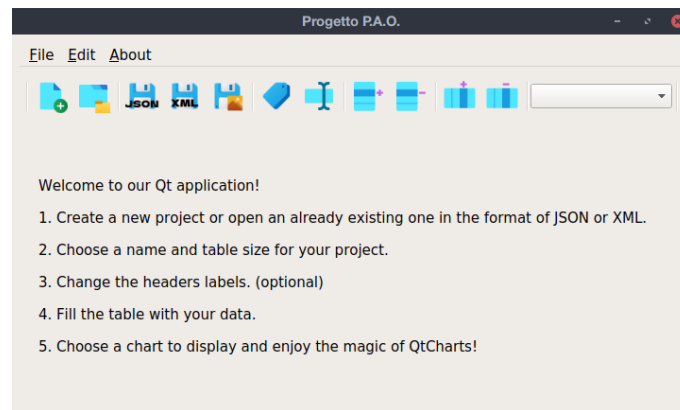 Progetto P.A.O.
File Edit About
JSON XML
Welcome to our Qt application!
1. Create a new project or open an already existing one in the format of JSON or XML.
2. Choose a name and table size for your project.
3. Change the headers labels. (optional)
4. Fill the table with your data.
5. Choose a chart to display and enjoy the magic of QtCharts!